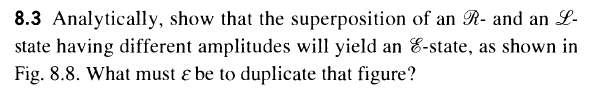 8.3 Analytically, show that the superposition of an ℛ- and an ℒ-
state having different amplitudes will yield an ℰ-state, as shown in
Fig. 8.8. What must ε be to duplicate that figure?